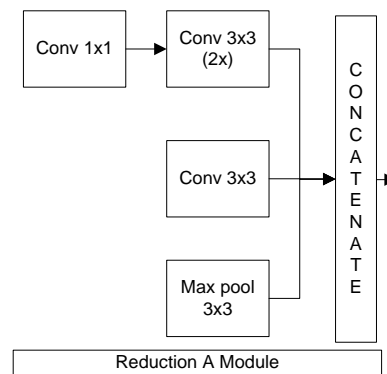 Conv 1x1
Conv 3x3
(2x)
Conv 3x3
Max pool
3x3
C
O
N
C
A
T
E
N
A
T
E
Reduction A Module